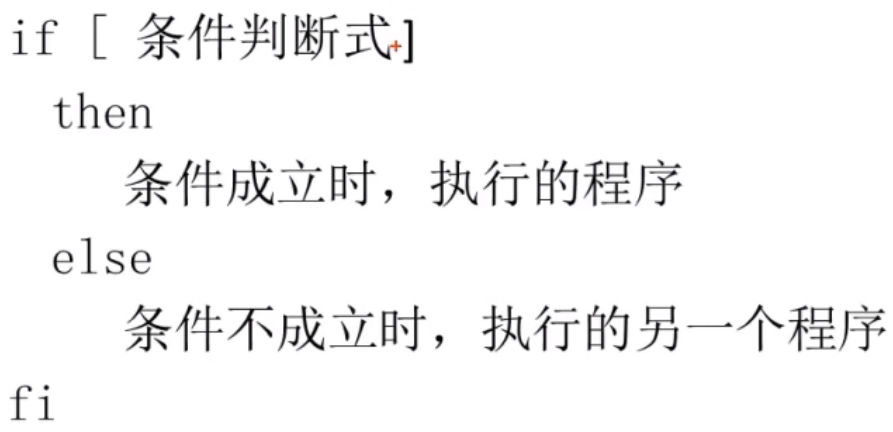 if [ 条件判断式 ]
then
条件成立时，执行的程序
else
条件不成立时，执行的另一个程序
fi